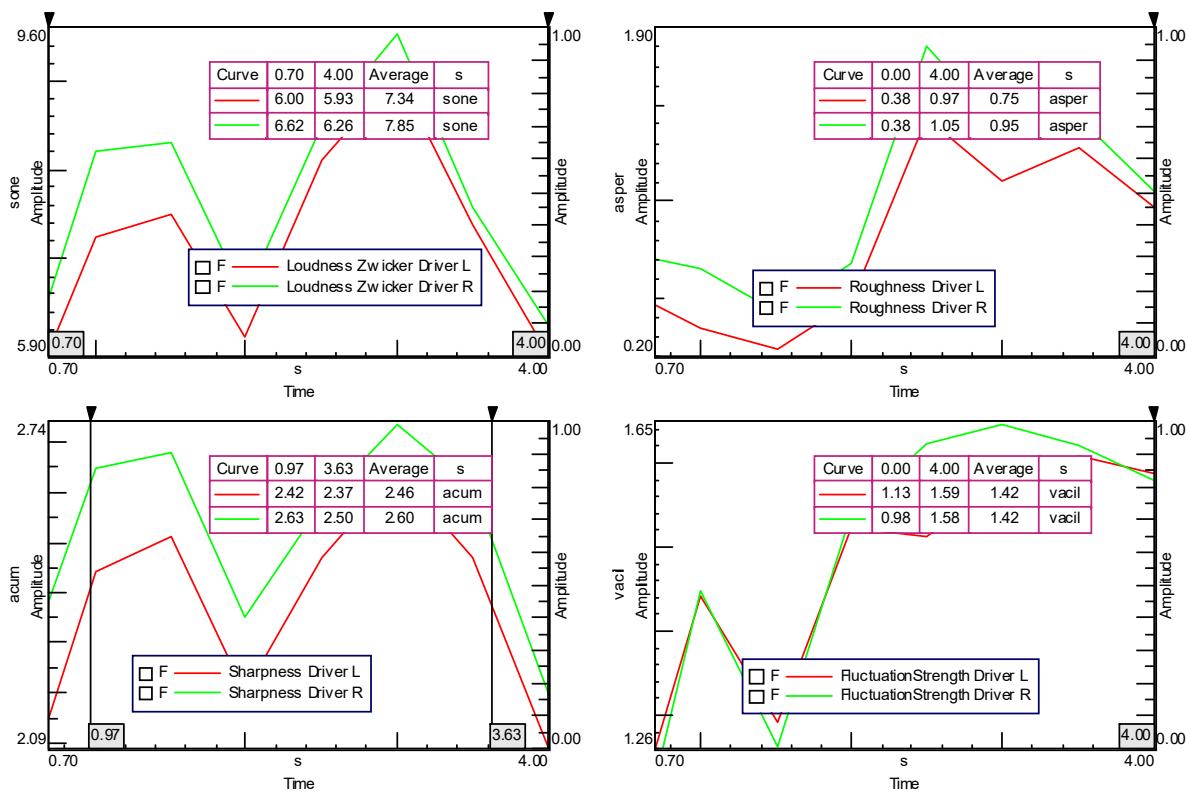 9.60
1.00
sone
Amplitude
Amplitude
Curve 0.70 4.00 Average s
6.00 5.93 7.34 sone
6.62 6.26 7.85 sone
F Loudness Zwicker Driver L
F Loudness Zwicker Driver R
0.70
4.00
5.90
0.00
0.70 s 4.00
Time
1.90
1.00
asper
Amplitude
Amplitude
Curve 0.00 4.00 Average s
0.38 0.97 0.75 asper
0.38 1.05 0.95 asper
F Roughness Driver L
F Roughness Driver R
4.00
0.20
0.00
0.70 s 4.00
Time
2.74
1.00
acum
Amplitude
Amplitude
Curve 0.97 3.63 Average s
2.42 2.37 2.46 acum
2.63 2.50 2.60 acum
F Sharpness Driver L
F Sharpness Driver R
0.97
3.63
2.09
0.00
0.70 s 4.00
Time
1.65
1.00
vacil
Amplitude
Amplitude
Curve 0.00 4.00 Average s
1.13 1.59 1.42 vacil
0.98 1.58 1.42 vacil
F FluctuationStrength Driver L
F FluctuationStrength Driver R
4.00
1.26
0.00
0.70 s 4.00
Time